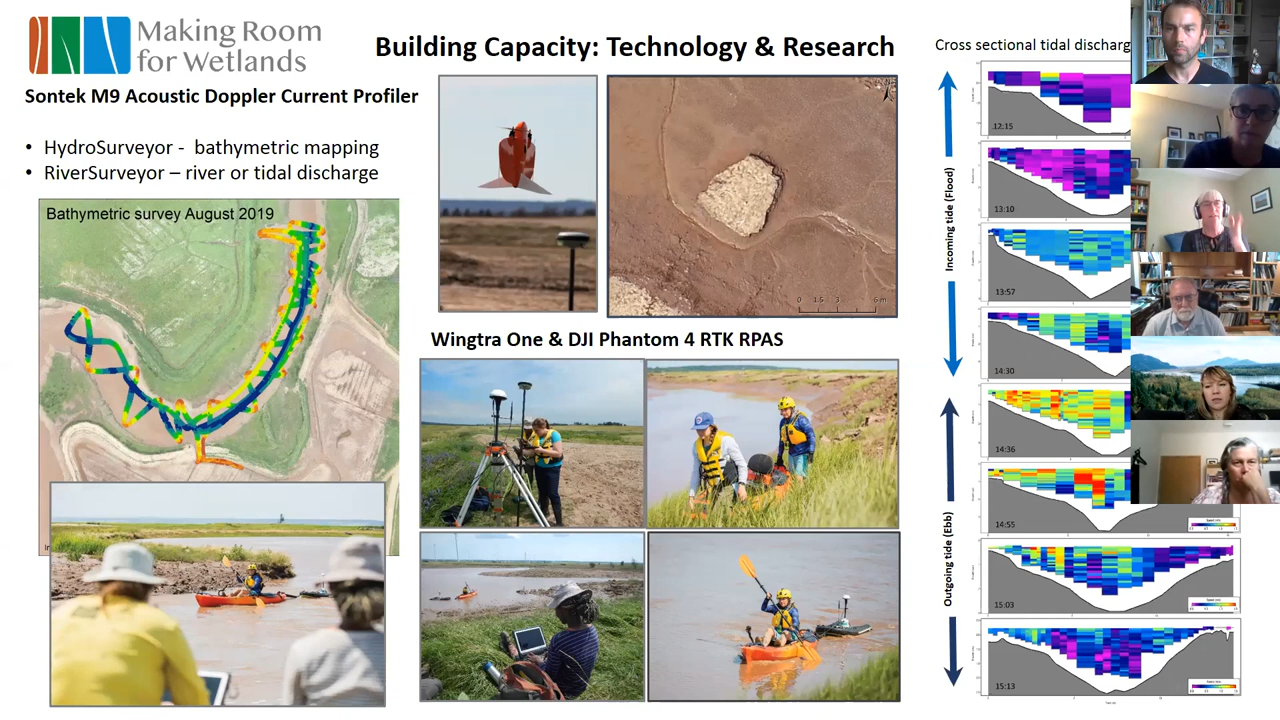 Making Room
for Wetlands
Building Capacity: Technology & Research
Sontek M9 Acoustic Doppler Current Profiler
• HydroSurveyor - bathymetric mapping
• RiverSurveyor – river or tidal discharge
Bathymetric survey August 2019
0 1.5 3 6 m
Wingtra One & DJI Phantom 4 RTK RPAS
Cross sectional tidal discharg
Incoming tide (Flood)
Outgoing tide (Ebb)
12:15
13:10
13:57
14:30
14:36
14:55
15:03
15:13